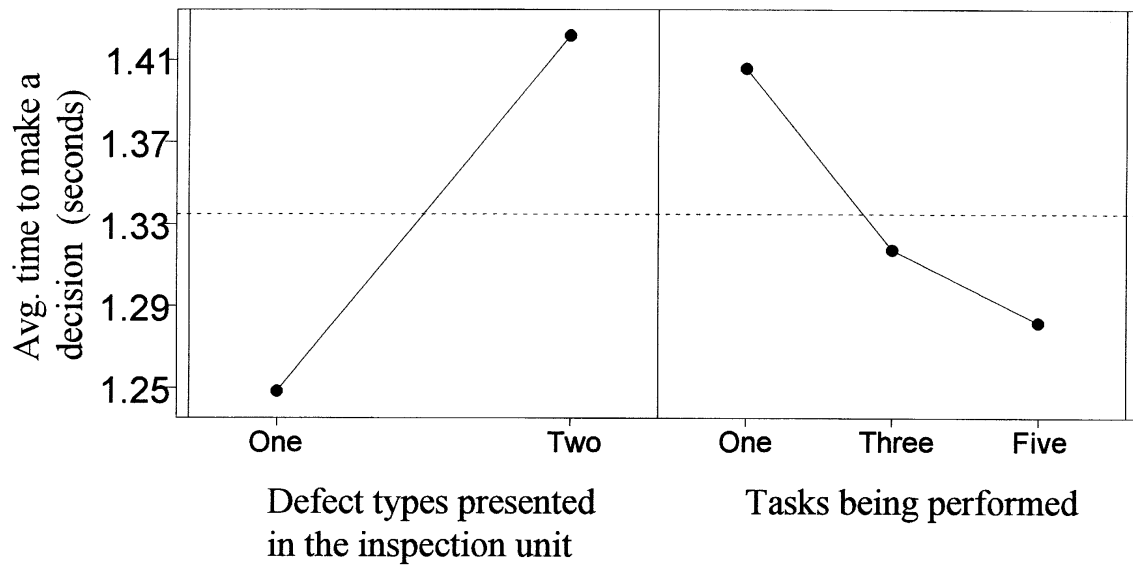 Avg. time to make a
decision (seconds)
1.41
1.37
1.33
1.29
1.25
One
Two
One
Three
Five
Defect types presented
in the inspection unit
Tasks being performed